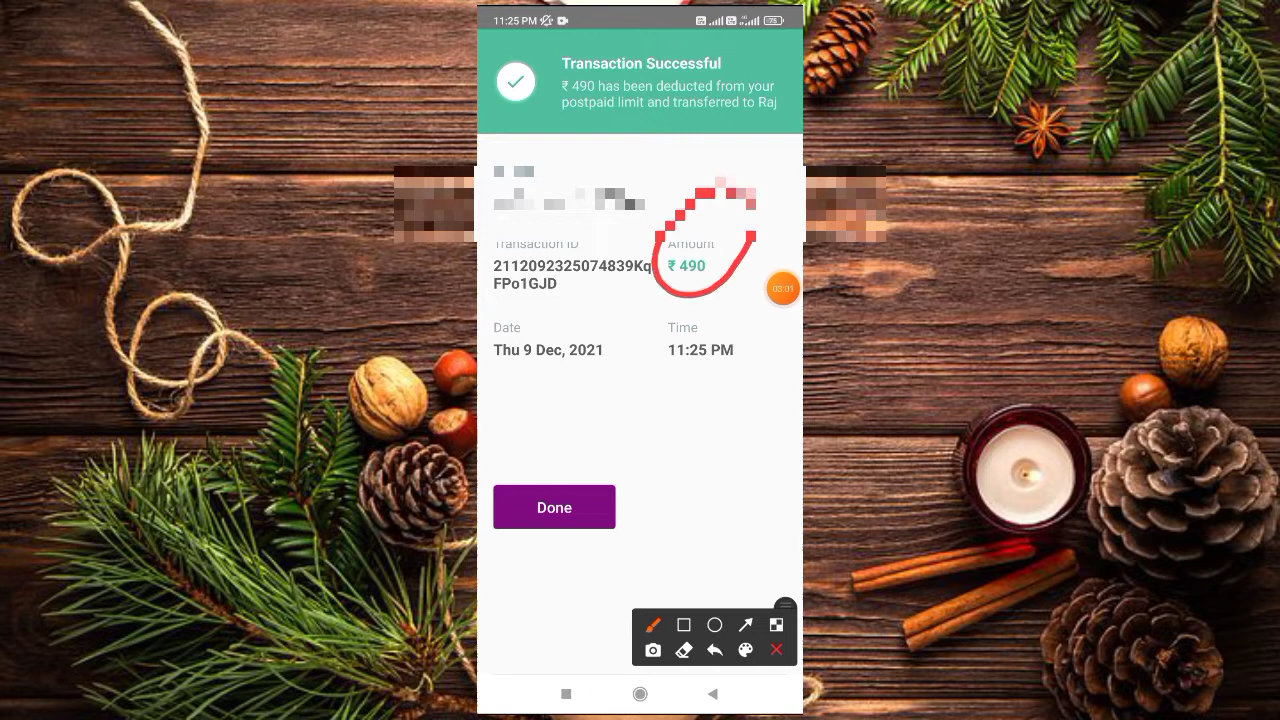 11:25 PM
Transaction Successful
₹ 490 has been deducted from your
postpaid limit and transferred to Raj
Transaction ID
Amount
2112092325074839Kq
FPo1GJD
₹ 490
03:01
Date
Time
Thu 9 Dec, 2021
11:25 PM
Done